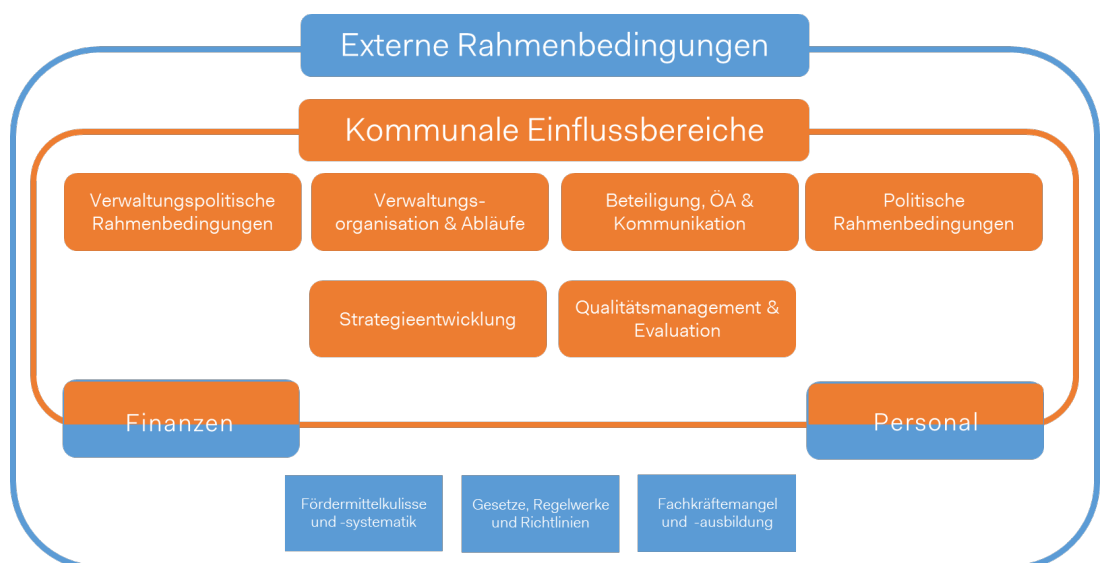 Externe Rahmenbedingungen
Kommunale Einflussbereiche
Verwaltungspolitische
Rahmenbedingungen
Verwaltungs-
organisation & Abläufe
Beteiligung, ÖA &
Kommunikation
Politische
Rahmenbedingungen
Strategieentwicklung
Qualitätsmanagement &
Evaluation
Finanzen
Personal
Fördermittelkulisse
und -systematik
Gesetze, Regelwerke
und Richtlinien
Fachkräftemangel
und -ausbildung